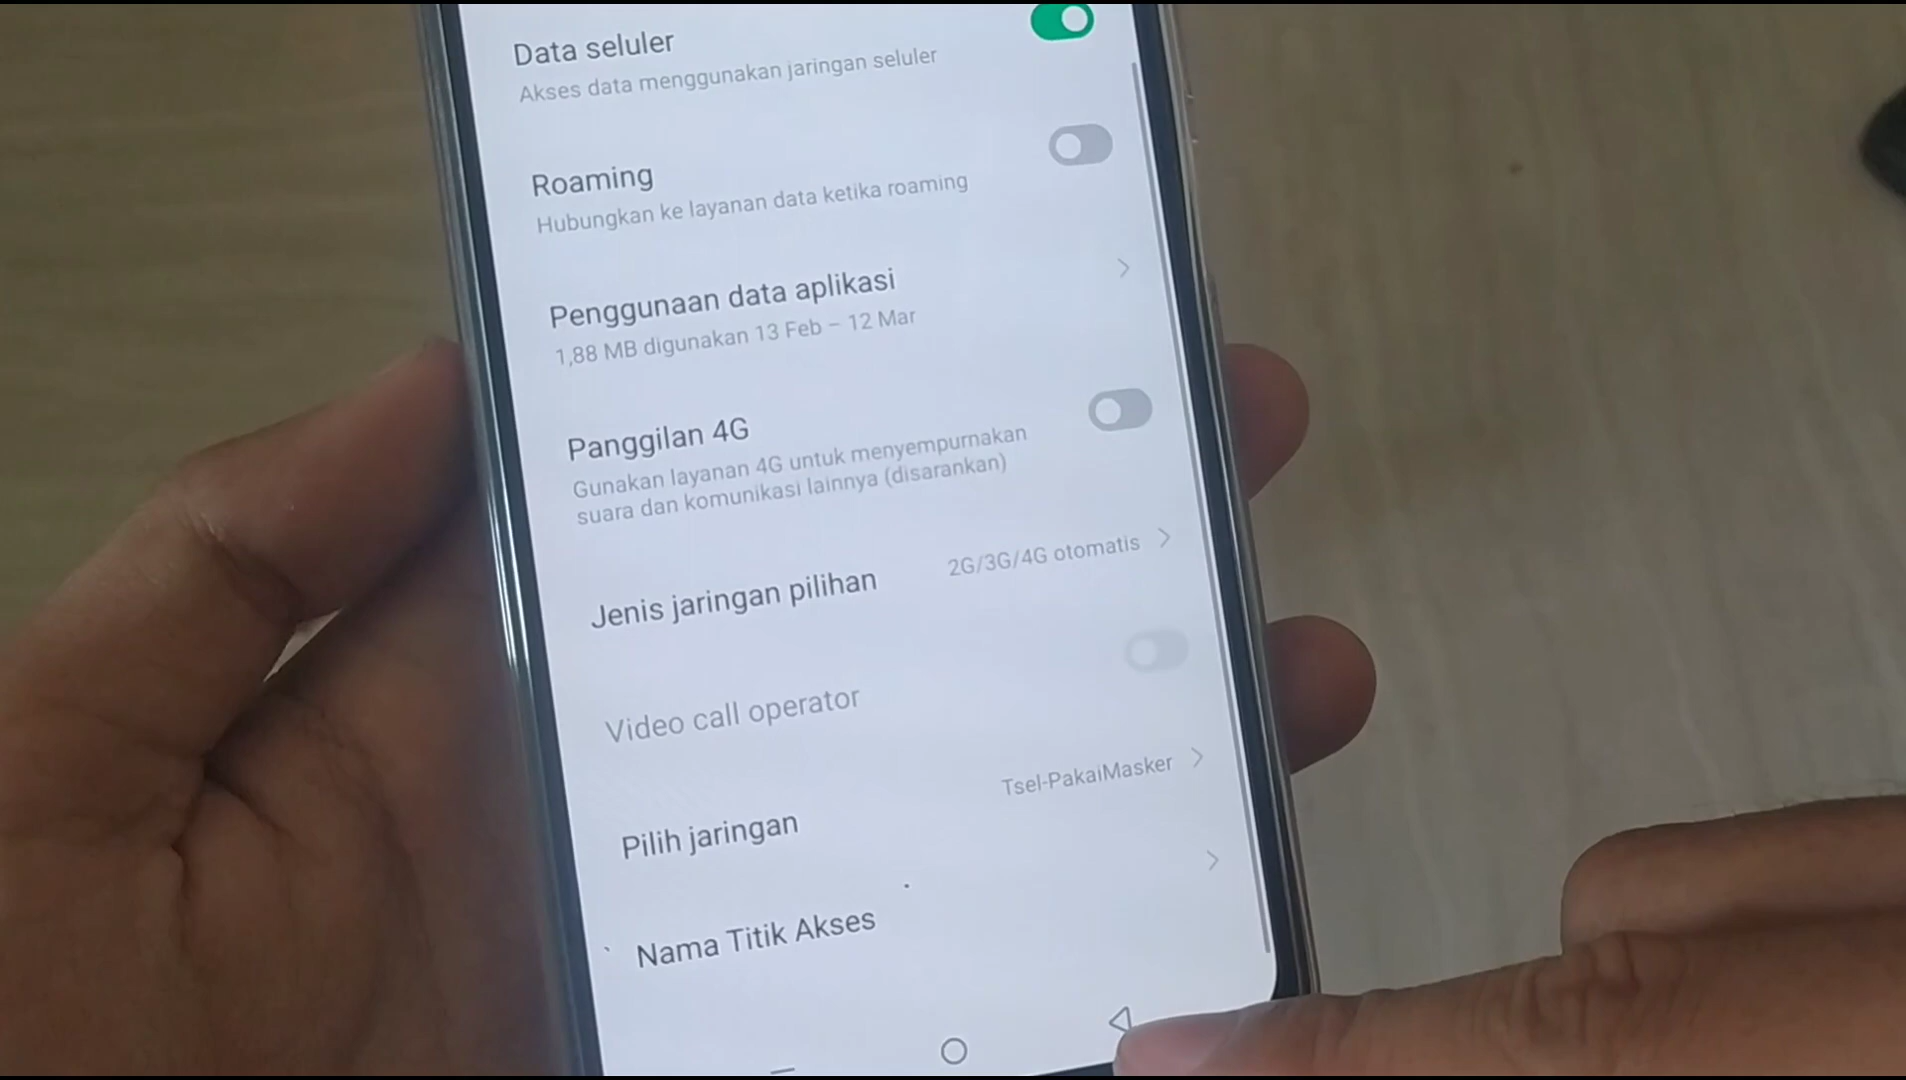 Data seluler
Akses data menggunakan jaringan seluler
Roaming
Hubungkan ke layanan data ketika roaming
Penggunaan data aplikasi
1,88 MB digunakan 13 Feb – 12 Mar
Panggilan 4G
Gunakan layanan 4G untuk menyempurnakan
suara dan komunikasi lainnya (disarankan)
Jenis jaringan pilihan
2G/3G/4G otomatis
Video call operator
Pilih jaringan
Tsel-PakaiMasker
Nama Titik Akses